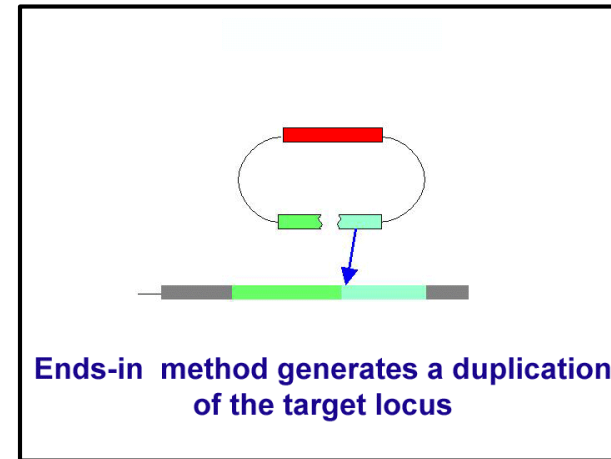 Ends-in method generates a duplication
of the target locus